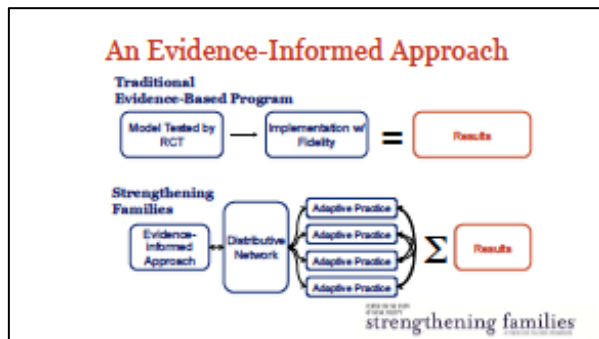 An Evidence-Informed Approach
Traditional
Evidence-Based Program
Model Tested by
RCT
Implementation w/
Fidelity
=
Results
Strengthening
Families
Evidence-
Informed
Approach
Distributive
Network
Adaptive Practice
Adaptive Practice
Adaptive Practice
Adaptive Practice
Σ
Results
strengthening families